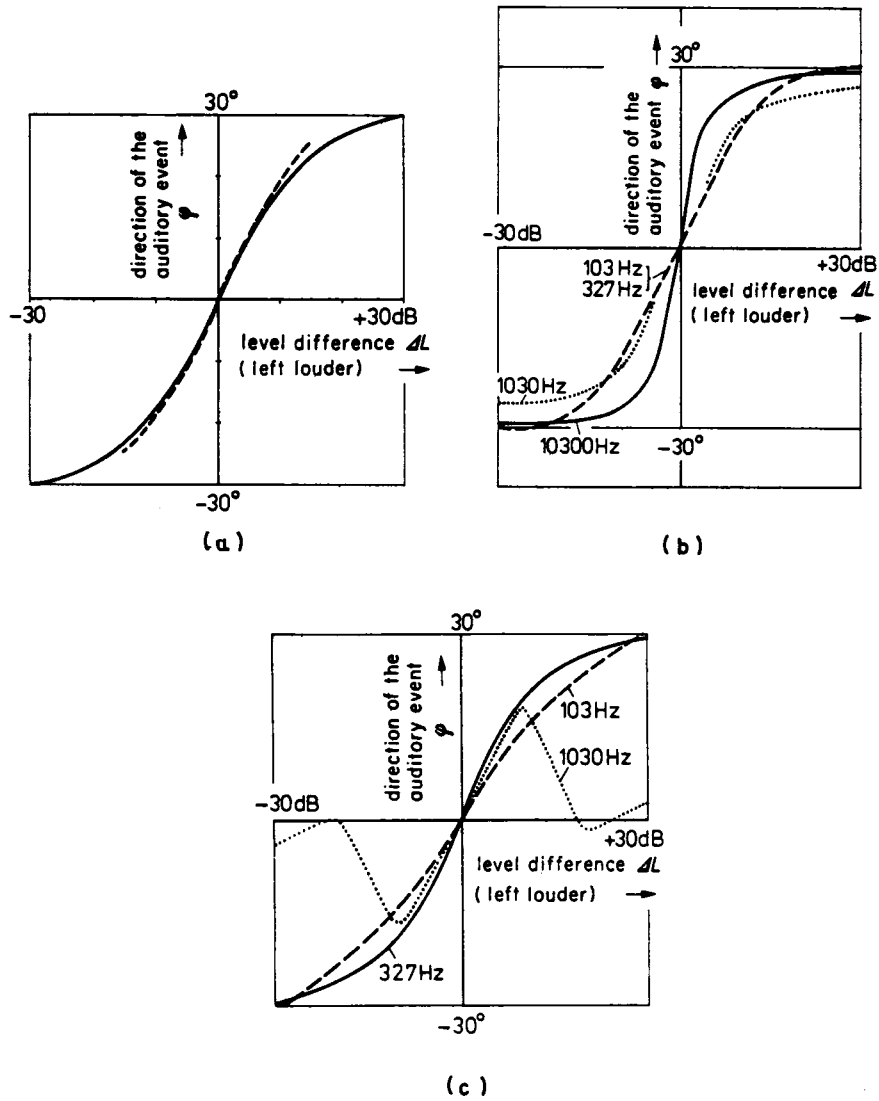 30°
direction of the
auditory event
φ
-30
+30dB
level difference ΔL
(left louder)
-30°
(a)
30°
direction of the
auditory event φ
-30dB
+30dB
103Hz
327Hz
level difference ΔL
(left louder)
1030Hz
10300Hz
-30°
(b)
30°
direction of the
auditory event
φ
103Hz
1030Hz
-30dB
+30dB
level difference ΔL
(left louder)
327Hz
-30°
(c)